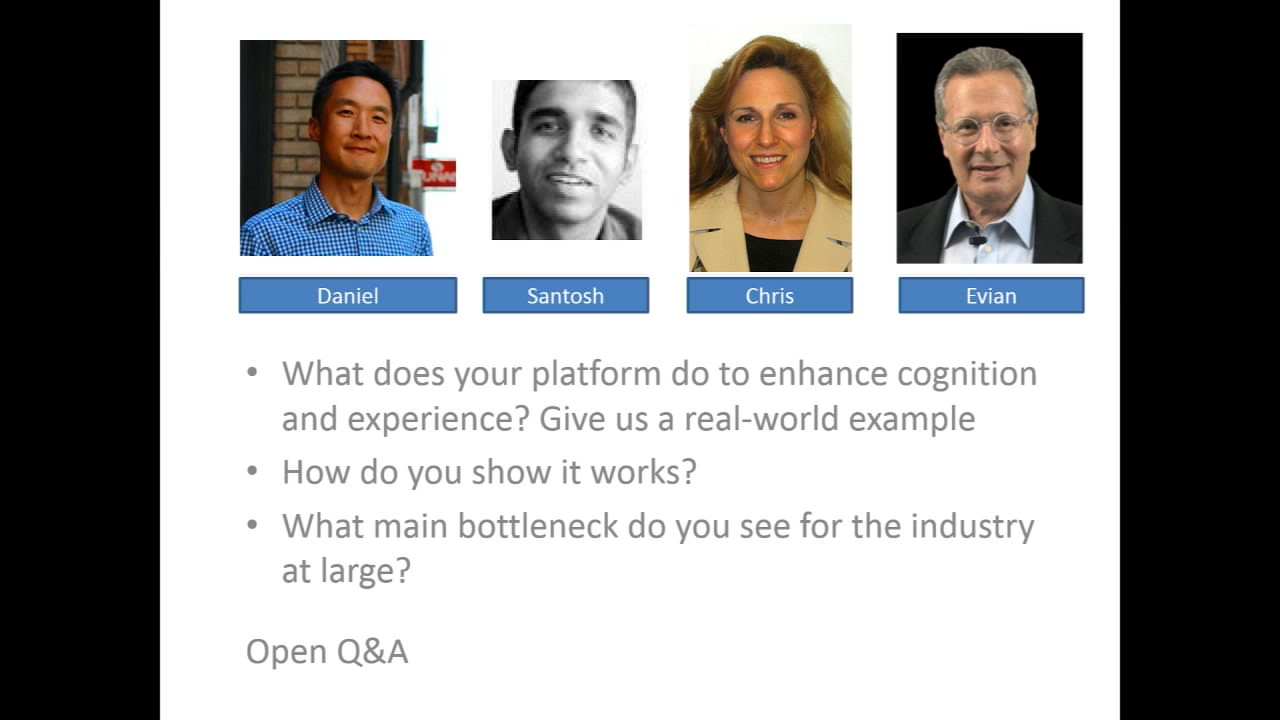 Daniel
Santosh
Chris
Evian
• What does your platform do to enhance cognition
and experience? Give us a real-world example
• How do you show it works?
• What main bottleneck do you see for the industry
at large?
Open Q&A